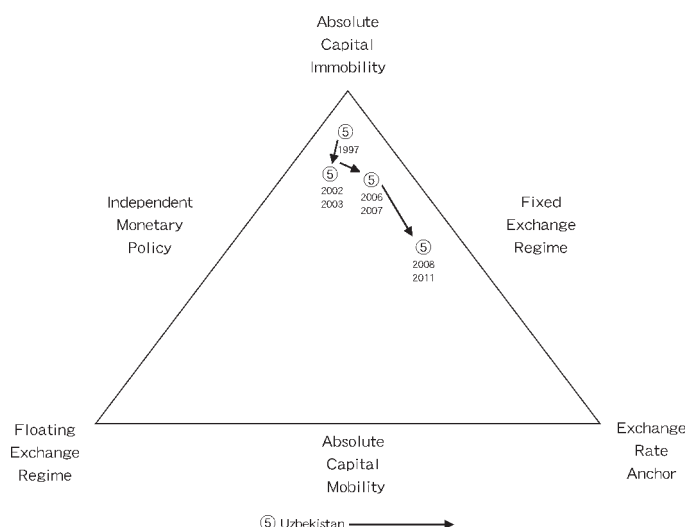 Absolute
Capital
Immobility
⑤
1997
⑤
2002
2003
⑤
2006
2007
Independent
Monetary
Policy
Fixed
Exchange
Regime
⑤
2008
2011
Floating
Exchange
Regime
Absolute
Capital
Mobility
Exchange
Rate
Anchor
⑤ Uzbekistan